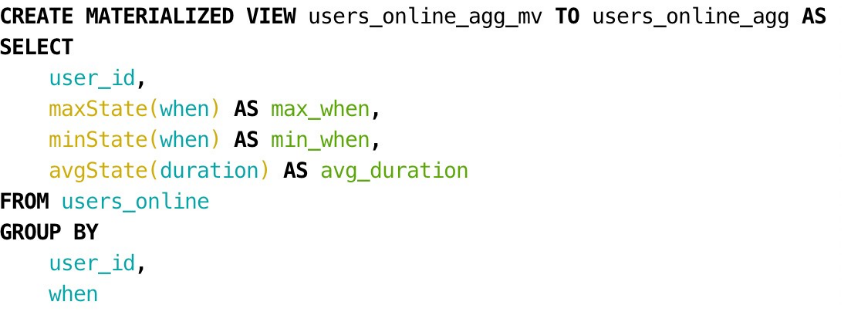 CREATE MATERIALIZED VIEW users_online_agg_mv TO users_online_agg AS
SELECT
    user_id,
    maxState(when) AS max_when,
    minState(when) AS min_when,
    avgState(duration) AS avg_duration
FROM users_online
GROUP BY
    user_id,
    when